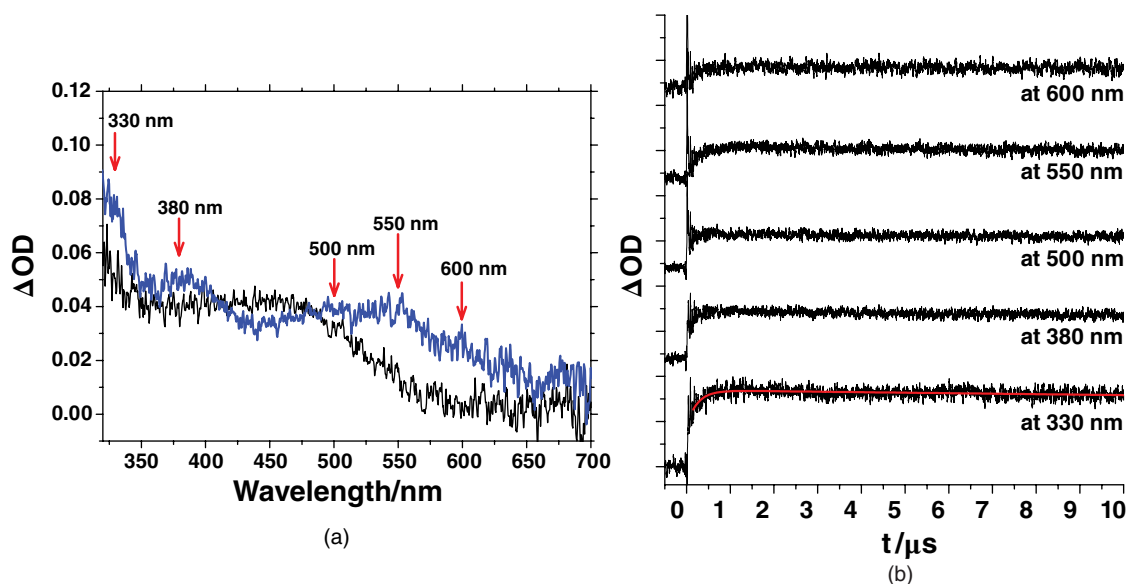 0.12
0.10
0.08
0.06
0.04
0.02
0.00
ΔOD
330 nm
380 nm
500 nm
550 nm
600 nm
350 400 450 500 550 600 650 700
Wavelength/nm
(a)
ΔOD
at 600 nm
at 550 nm
at 500 nm
at 380 nm
at 330 nm
0 1 2 3 4 5 6 7 8 9 10
t/μs
(b)